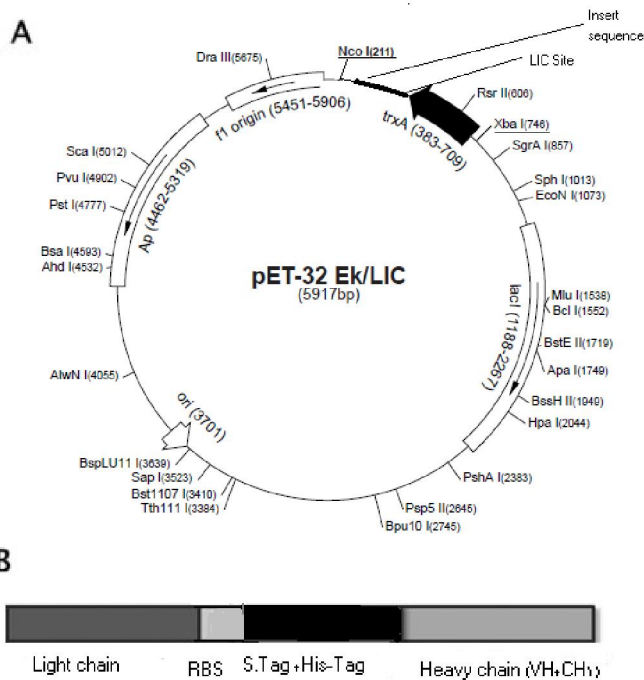 A
Insert
sequence
LIC Site
Nco I(211)
Dra III(5675)
Rsr II(606)
Xba I(746)
SgrA I(857)
Sph I(1013)
EcoN I(1073)
Mlu I(1538)
Bcl I(1552)
BstE II(1719)
Apa I(1749)
BssH II(1949)
Hpa I(2044)
PshA I(2383)
Psp5 II(2645)
Bpu10 I(2745)
Tth111 I(3384)
Bst1107 I(3410)
Sap I(3523)
BspLU11 I(3639)
AlwN I(4055)
Ahd I(4532)
Bsa I(4593)
Pst I(4777)
Pvu I(4902)
Sca I(5012)
f1 origin (5451-5906)
trxA (383-709)
Ap (4462-5319)
lacI (1188-2267)
ori (3701)
pET-32 Ek/LIC
(5917bp)
B
Light chain
RBS
S.Tag+His-Tag
Heavy chain (VH+CH1)